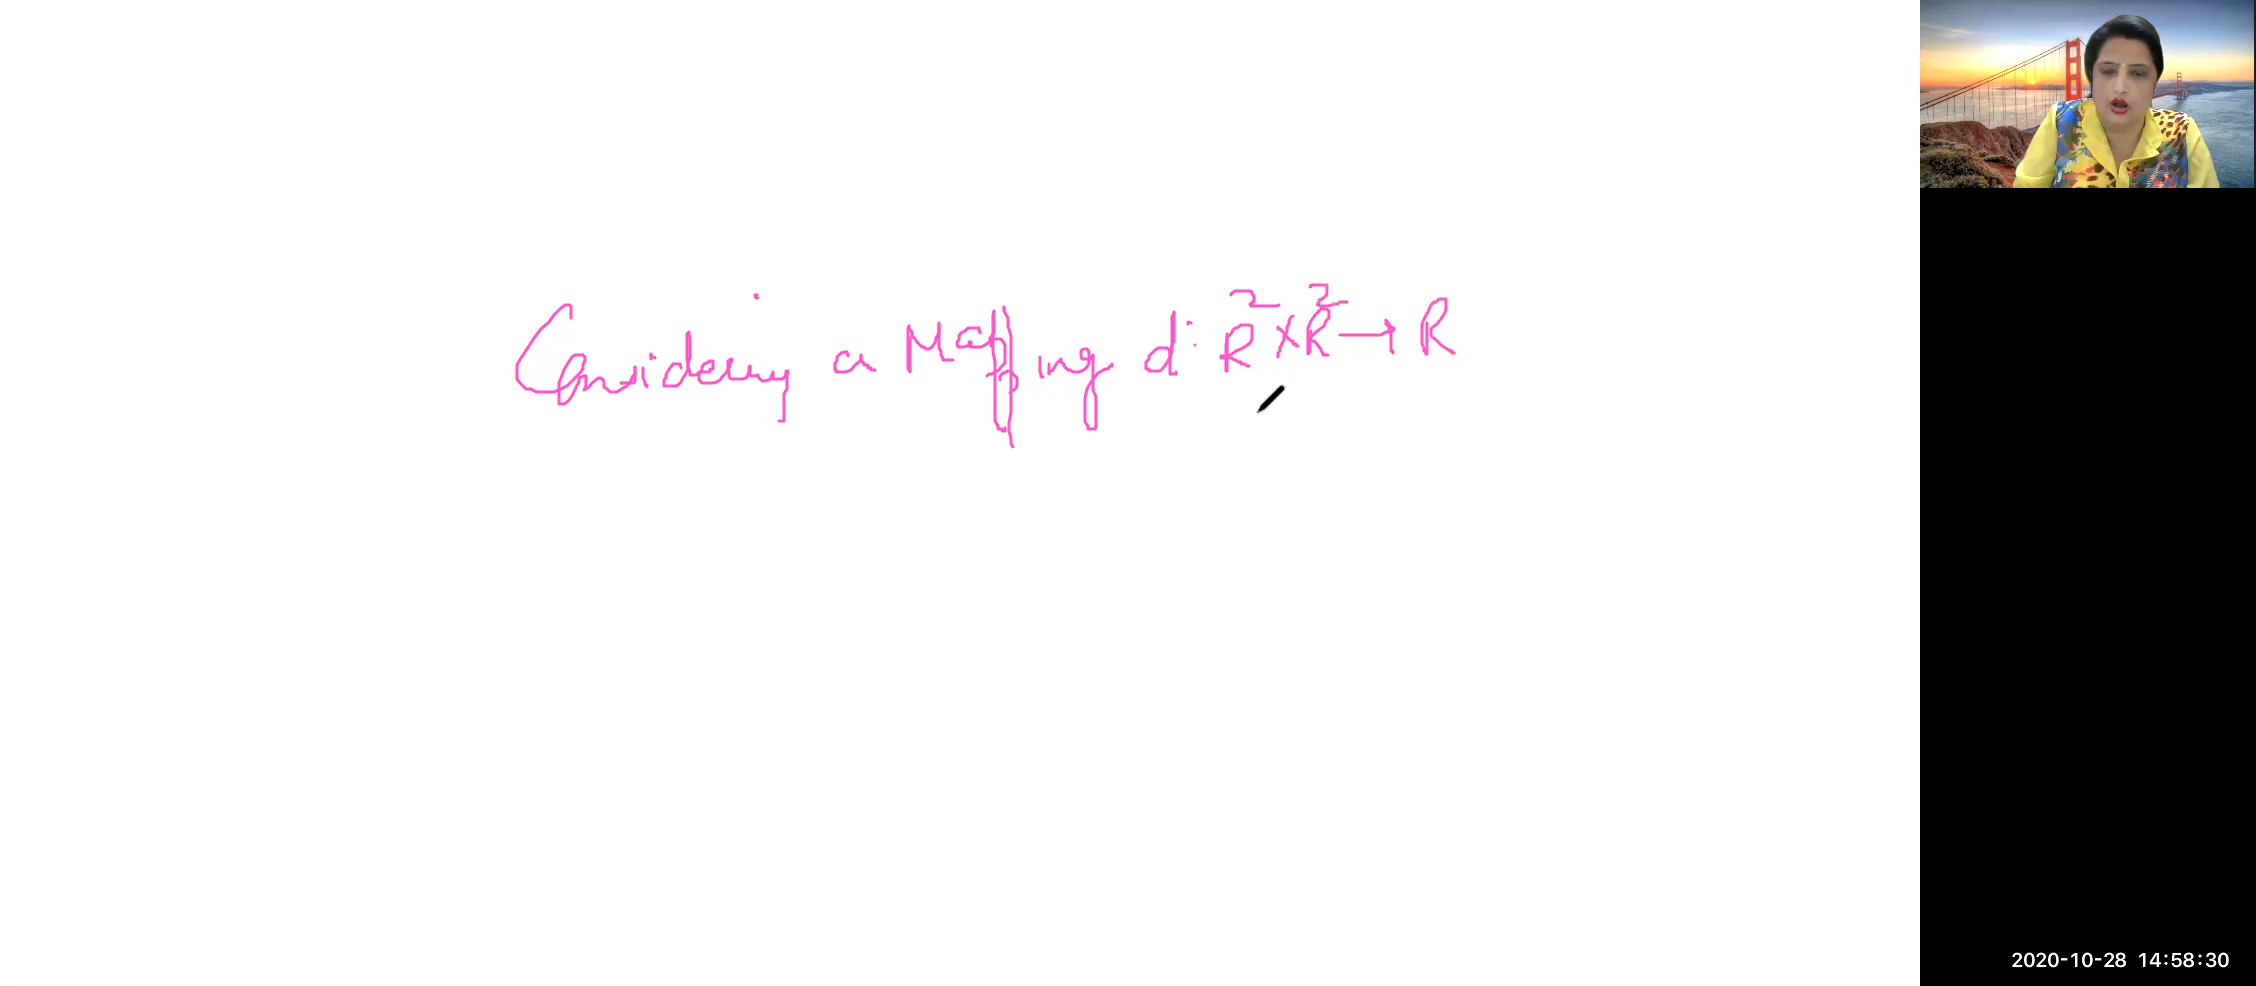 Considering a Mapping d: R² × R² → R
2020-10-28 14:58:30